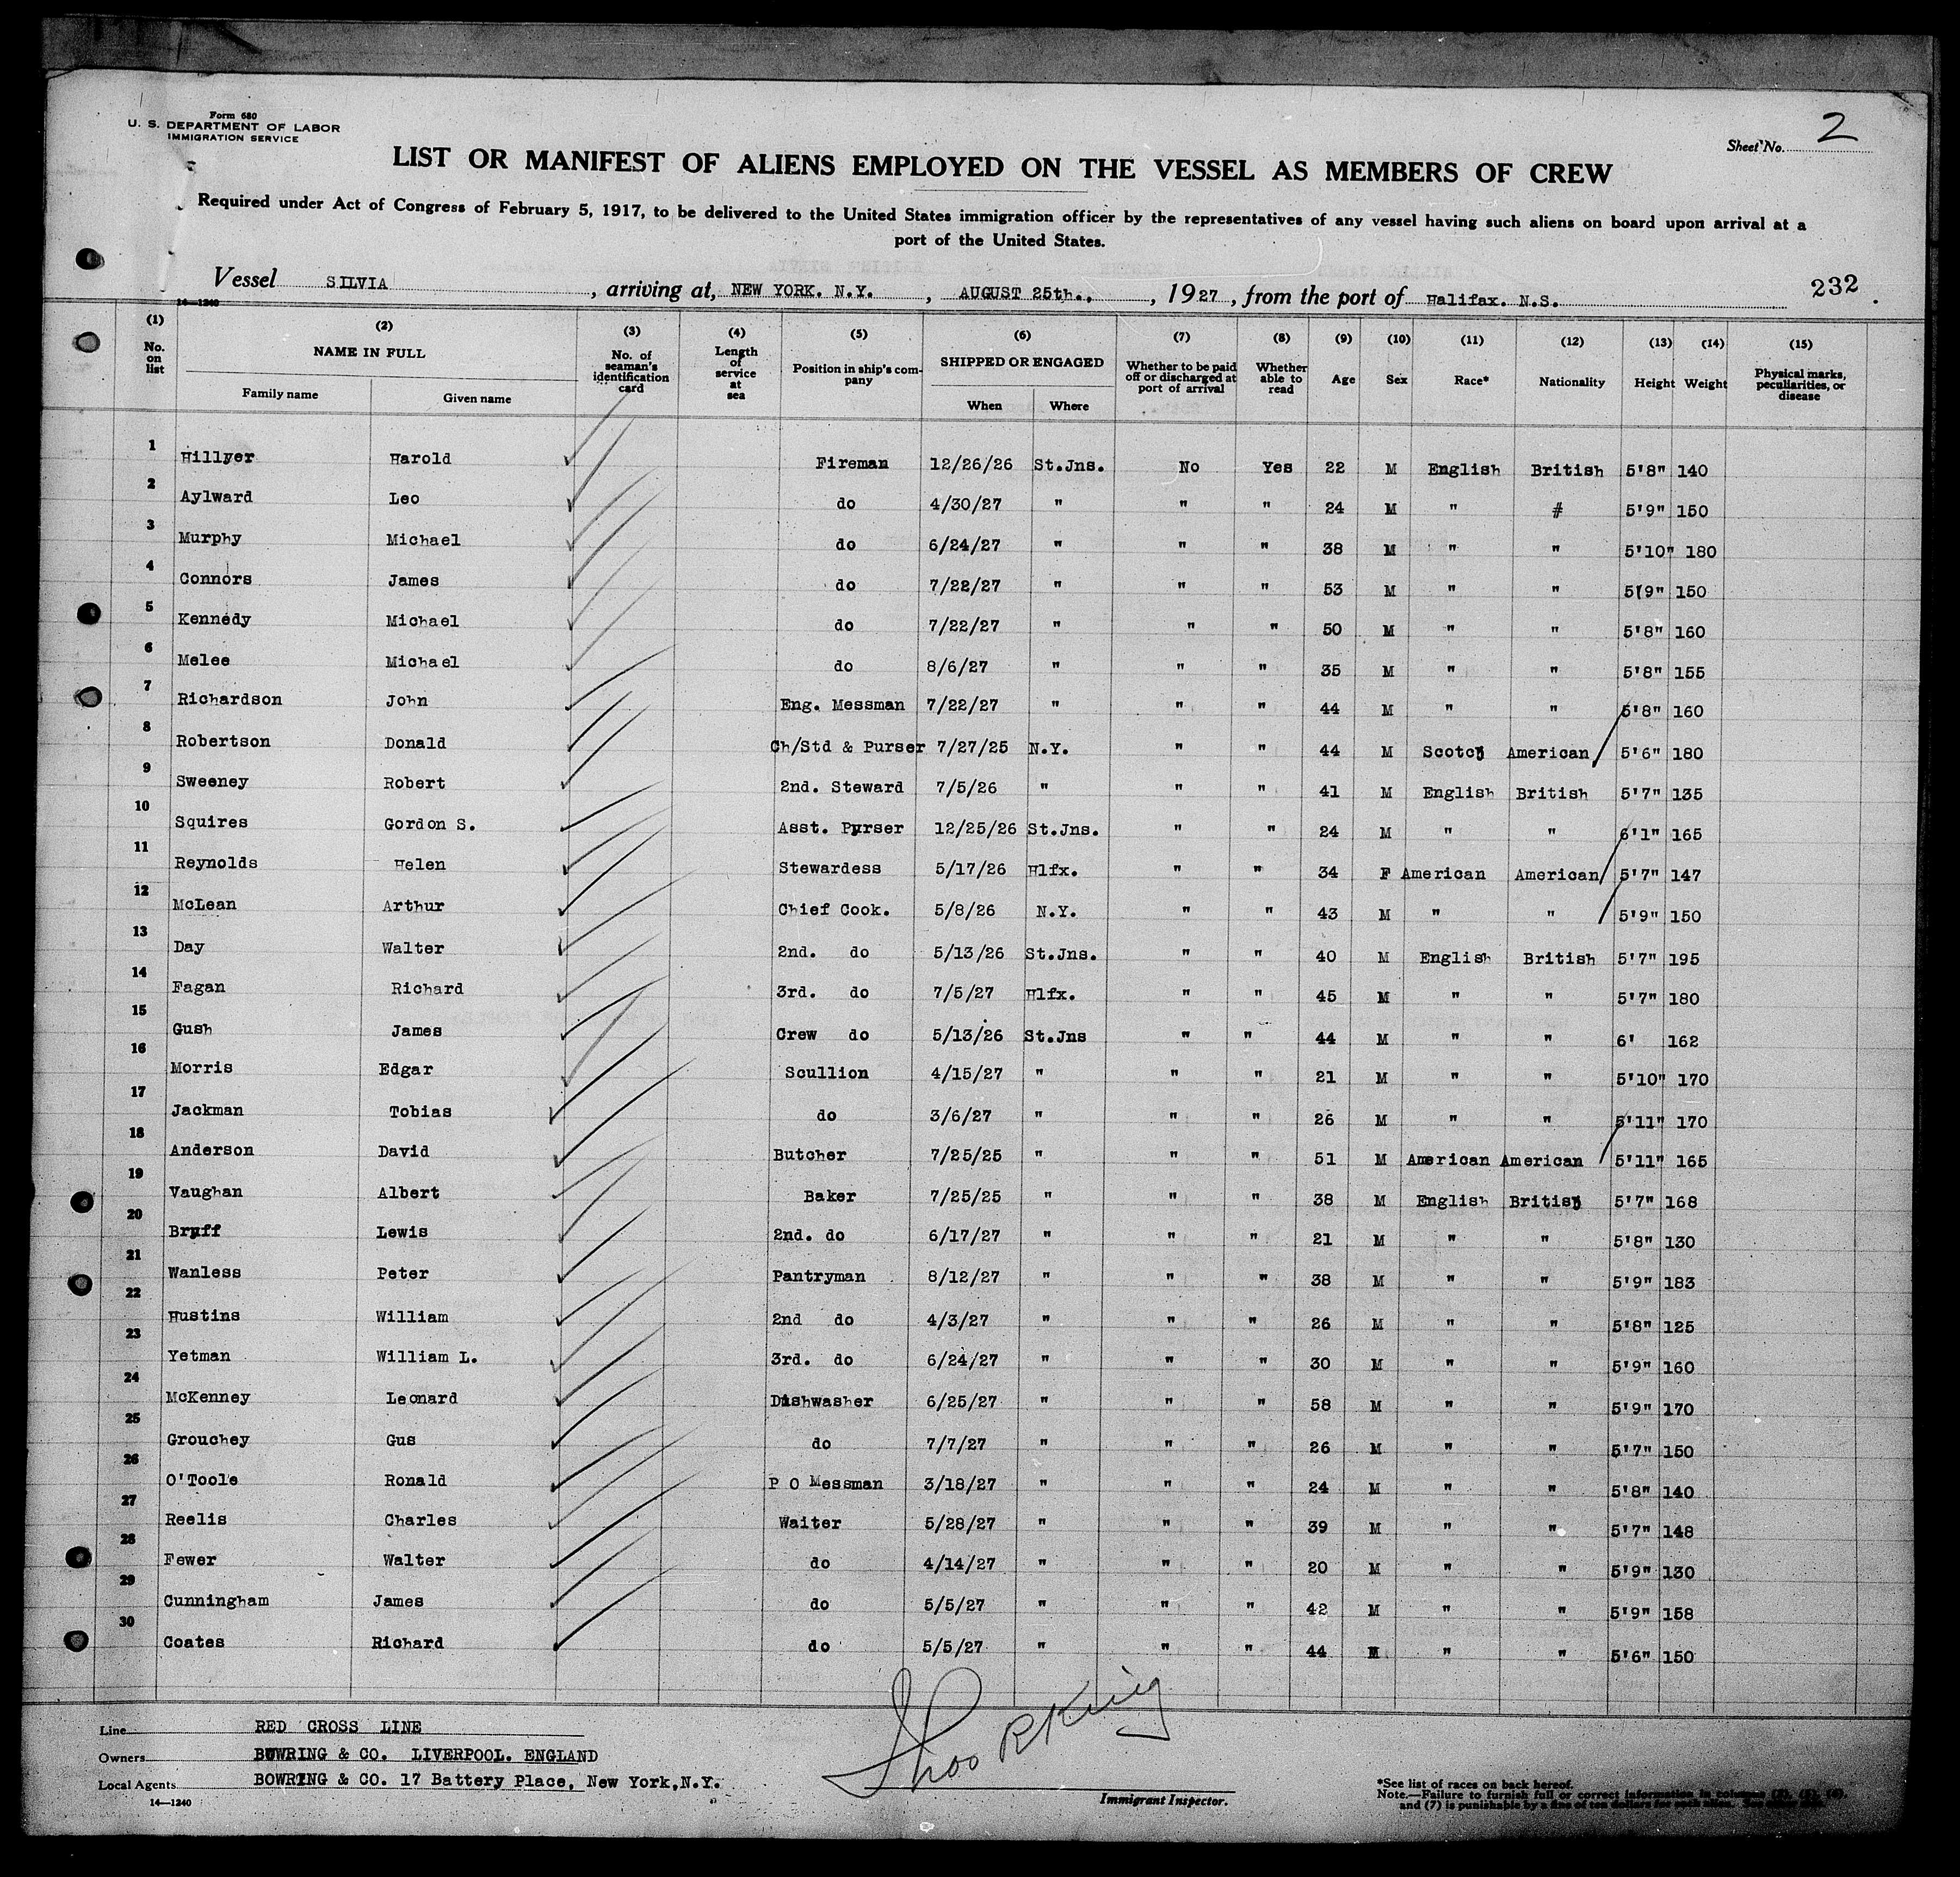 Form 680
U. S. DEPARTMENT OF LABOR
IMMIGRATION SERVICE
Sheet No. 2
LIST OR MANIFEST OF ALIENS EMPLOYED ON THE VESSEL AS MEMBERS OF CREW
Required under Act of Congress of February 5, 1917, to be delivered to the United States immigration officer by the representatives of any vessel having such aliens on board upon arrival at a
port of the United States.
Vessel SILVIA, arriving at, NEW YORK. N.Y., AUGUST 25th., 1927, from the port of Halifax. N.S. 232
14—1240
(1) (2) (3) (4) (5) (6) (7) (8) (9) (10) (11) (12) (13) (14) (15)
No. on list NAME IN FULL No. of seaman's identification card Length of service at sea Position in ship's company SHIPPED OR ENGAGED Whether to be paid off or discharged at port of arrival Whether able to read Age Sex Race* Nationality Height Weight Physical marks, peculiarities, or disease
Family name Given name When Where
1 Hillyer Harold Fireman 12/26/26 St.Jns. No Yes 22 M English British 5'8" 140
2 Aylward Leo do 4/30/27 " " " 24 M " # 5'9" 150
3 Murphy Michael do 6/24/27 " " " 38 M " " 5'10" 180
4 Connors James do 7/22/27 " " " 53 M " " 5'9" 150
5 Kennedy Michael do 7/22/27 " " " 50 M " " 5'8" 160
6 Melee Michael do 8/6/27 " " " 35 M " " 5'8" 155
7 Richardson John Eng. Messman 7/22/27 " " " 44 M " " 5'8" 160
8 Robertson Donald Ch/Std & Purser 7/27/25 N.Y. " " 44 M Scotch American 5'6" 180
9 Sweeney Robert 2nd. Steward 7/5/26 " " " 41 M English British 5'7" 135
10 Squires Gordon S. Asst. Purser 12/25/26 St.Jns. " " 24 M " " 6'1" 165
11 Reynolds Helen Stewardess 5/17/26 Hlfx. " " 34 F American American 5'7" 147
12 McLean Arthur Chief Cook. 5/8/26 N.Y. " " 43 M " " 5'9" 150
13 Day Walter 2nd. do 5/13/26 St.Jns. " " 40 M English British 5'7" 195
14 Fagan Richard 3rd. do 7/5/27 Hlfx. " " 45 M " " 5'7" 180
15 Gush James Crew do 5/13/26 St.Jns " " 44 M " " 6' 162
16 Morris Edgar Scullion 4/15/27 " " " 21 M " " 5'10" 170
17 Jackman Tobias do 3/6/27 " " " 26 M " " 5'11" 170
18 Anderson David Butcher 7/25/25 " " " 51 M American American 5'11" 165
19 Vaughan Albert Baker 7/25/25 " " " 38 M English British 5'7" 168
20 Bruff Lewis 2nd. do 6/17/27 " " " 21 M " " 5'8" 130
21 Wanless Peter Pantryman 8/12/27 " " " 38 M " " 5'9" 183
22 Hustins William 2nd do 4/3/27 " " " 26 M " " 5'8" 125
23 Yetman William L. 3rd. do 6/24/27 " " " 30 M " " 5'9" 160
24 McKenney Leonard Dishwasher 6/25/27 " " " 58 M " " 5'9" 170
25 Grouchey Gus do 7/7/27 " " " 26 M " " 5'7" 150
26 O'Toole Ronald P O Messman 3/18/27 " " " 24 M " " 5'8" 140
27 Reelis Charles Waiter 5/28/27 " " " 39 M " " 5'7" 148
28 Fewer Walter do 4/14/27 " " " 20 M " " 5'9" 130
29 Cunningham James do 5/5/27 " " " 42 M " " 5'9" 158
30 Coates Richard do 5/5/27 " " " 44 M " " 5'6" 150
Line RED CROSS LINE
Owners BOWRING & CO. LIVERPOOL. ENGLAND
Local Agents BOWRING & CO. 17 Battery Place, New York, N.Y.
14—1240
Immigrant Inspector.
*See list of races on back hereof.
Note.—Failure to furnish full or correct information in columns
and (7) is punishable by a fine of ten dollars for each alien.